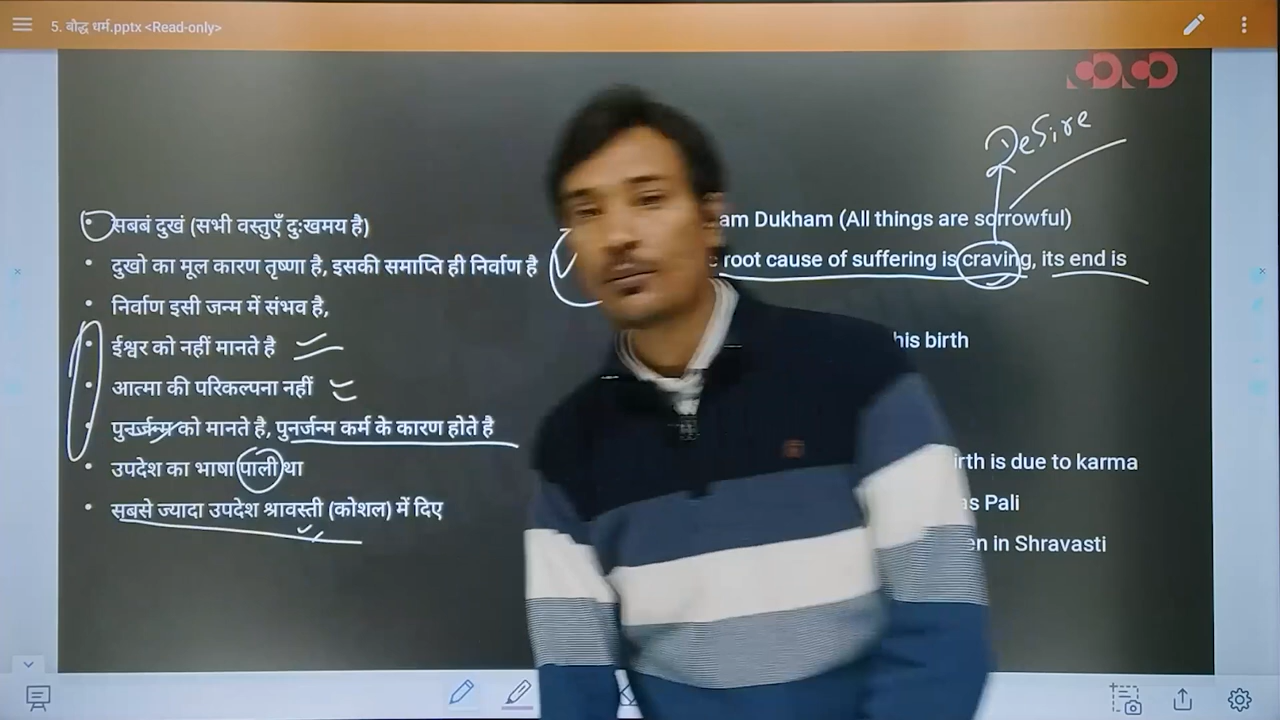 5. बौद्ध धर्म.pptx <Read-only>
Desire
सबबं दुखं (सभी वस्तुएँ दुःखमय है)
दुखो का मूल कारण तृष्णा है, इसकी समाप्ति ही निर्वाण है
निर्वाण इसी जन्म में संभव है,
ईश्वर को नहीं मानते है
आत्मा की परिकल्पना नहीं
पुनर्जन्म को मानते है, पुनर्जन्म कर्म के कारण होते है
उपदेश का भाषा पाली था
सबसे ज्यादा उपदेश श्रावस्ती (कोशल) में दिए
am Dukham (All things are sorrowful)
root cause of suffering is craving, its end is
his birth
irth is due to karma
as Pali
en in Shravasti